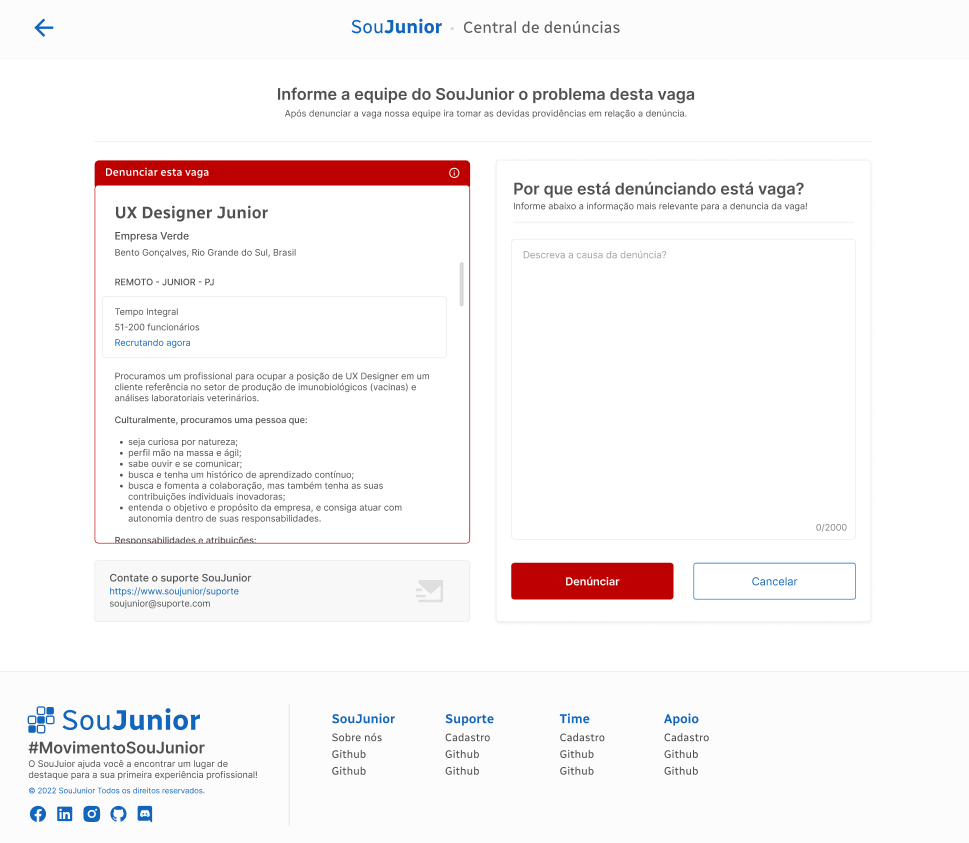 SouJunior - Central de denúncias
Informe a equipe do SouJunior o problema desta vaga
Após denunciar a vaga nossa equipe ira tomar as devidas providências em relação a denúncia.
Denunciar esta vaga
UX Designer Junior
Empresa Verde
Bento Gonçalves, Rio Grande do Sul, Brasil
REMOTO - JUNIOR - PJ
Tempo Integral
51-200 funcionários
Recrutando agora
Procuramos um profissional para ocupar a posição de UX Designer em um
cliente referência no setor de produção de imunobiológicos (vacinas) e
análises laboratoriais veterinários.
Culturalmente, procuramos uma pessoa que:
• seja curiosa por natureza;
• perfil mão na massa e ágil;
• sabe ouvir e se comunicar;
• busca e tenha um histórico de aprendizado contínuo;
• busca e fomenta a colaboração, mas também tenha as suas
contribuições individuais inovadoras;
• entenda o objetivo e propósito da empresa, e consiga atuar com
autonomia dentro de suas responsabilidades.
Responsabilidades e atribuições:
Contate o suporte SouJunior
https://www.soujunior/suporte
soujunior@suporte.com
Por que está denúnciando está vaga?
Informe abaixo a informação mais relevante para a denuncia da vaga!
Descreva a causa da denúncia?
0/2000
Denúnciar
Cancelar
SouJunior
#MovimentoSouJunior
O SouJuior ajuda você a encontrar um lugar de
destaque para a sua primeira experiência profissional!
© 2022 SouJunior Todos os direitos reservados.
SouJunior
Sobre nós
Github
Github
Suporte
Cadastro
Github
Github
Time
Cadastro
Github
Github
Apoio
Cadastro
Github
Github